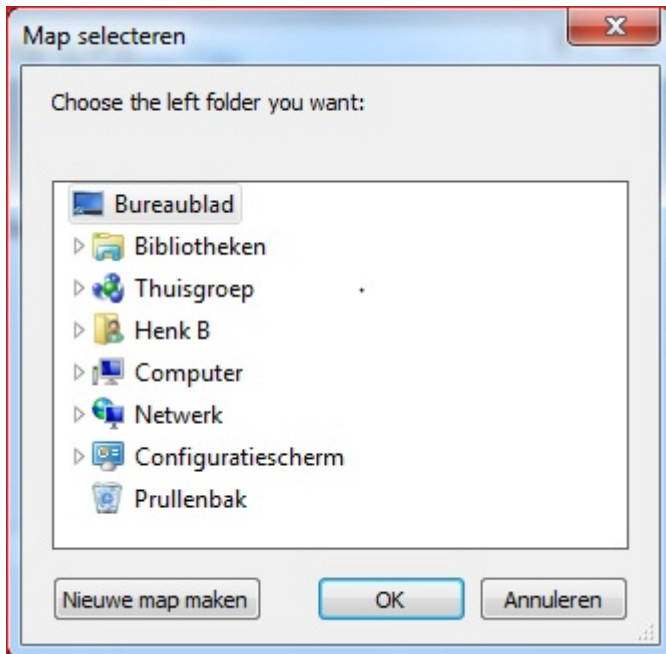 Map selecteren
Choose the left folder you want:
Bureaublad
Bibliotheken
Thuisgroep
Henk B
Computer
Netwerk
Configuratiescherm
Prullenbak
Nieuwe map maken OK Annuleren